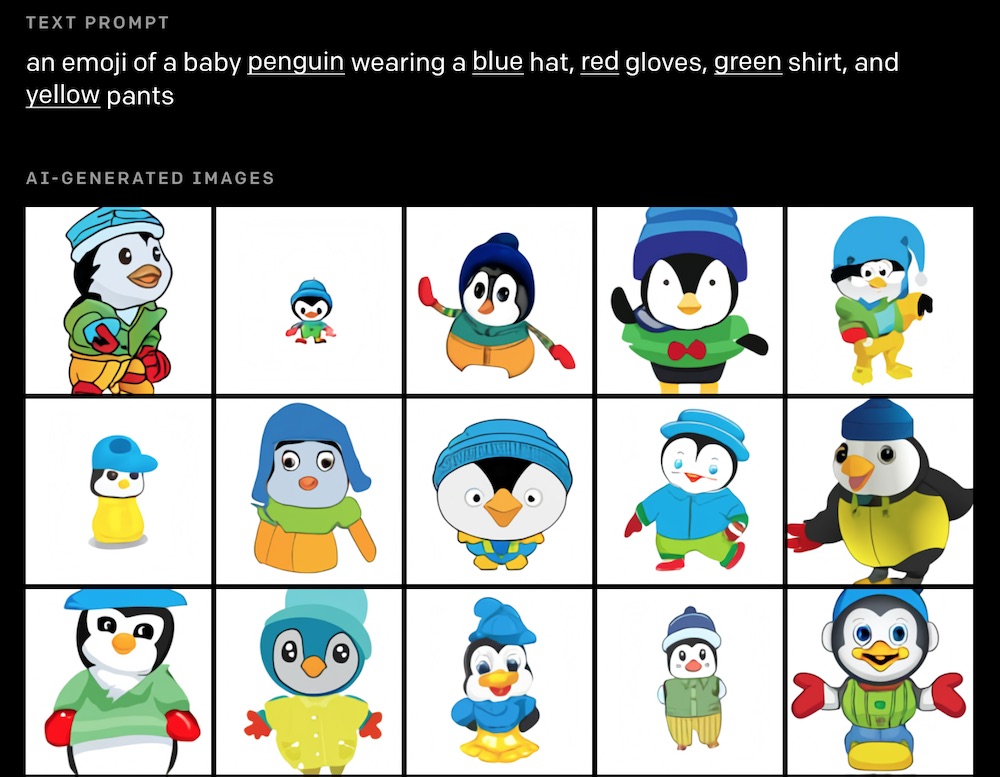 TEXT PROMPT
an emoji of a baby penguin wearing a blue hat, red gloves, green shirt, and
yellow pants
AI-GENERATED IMAGES